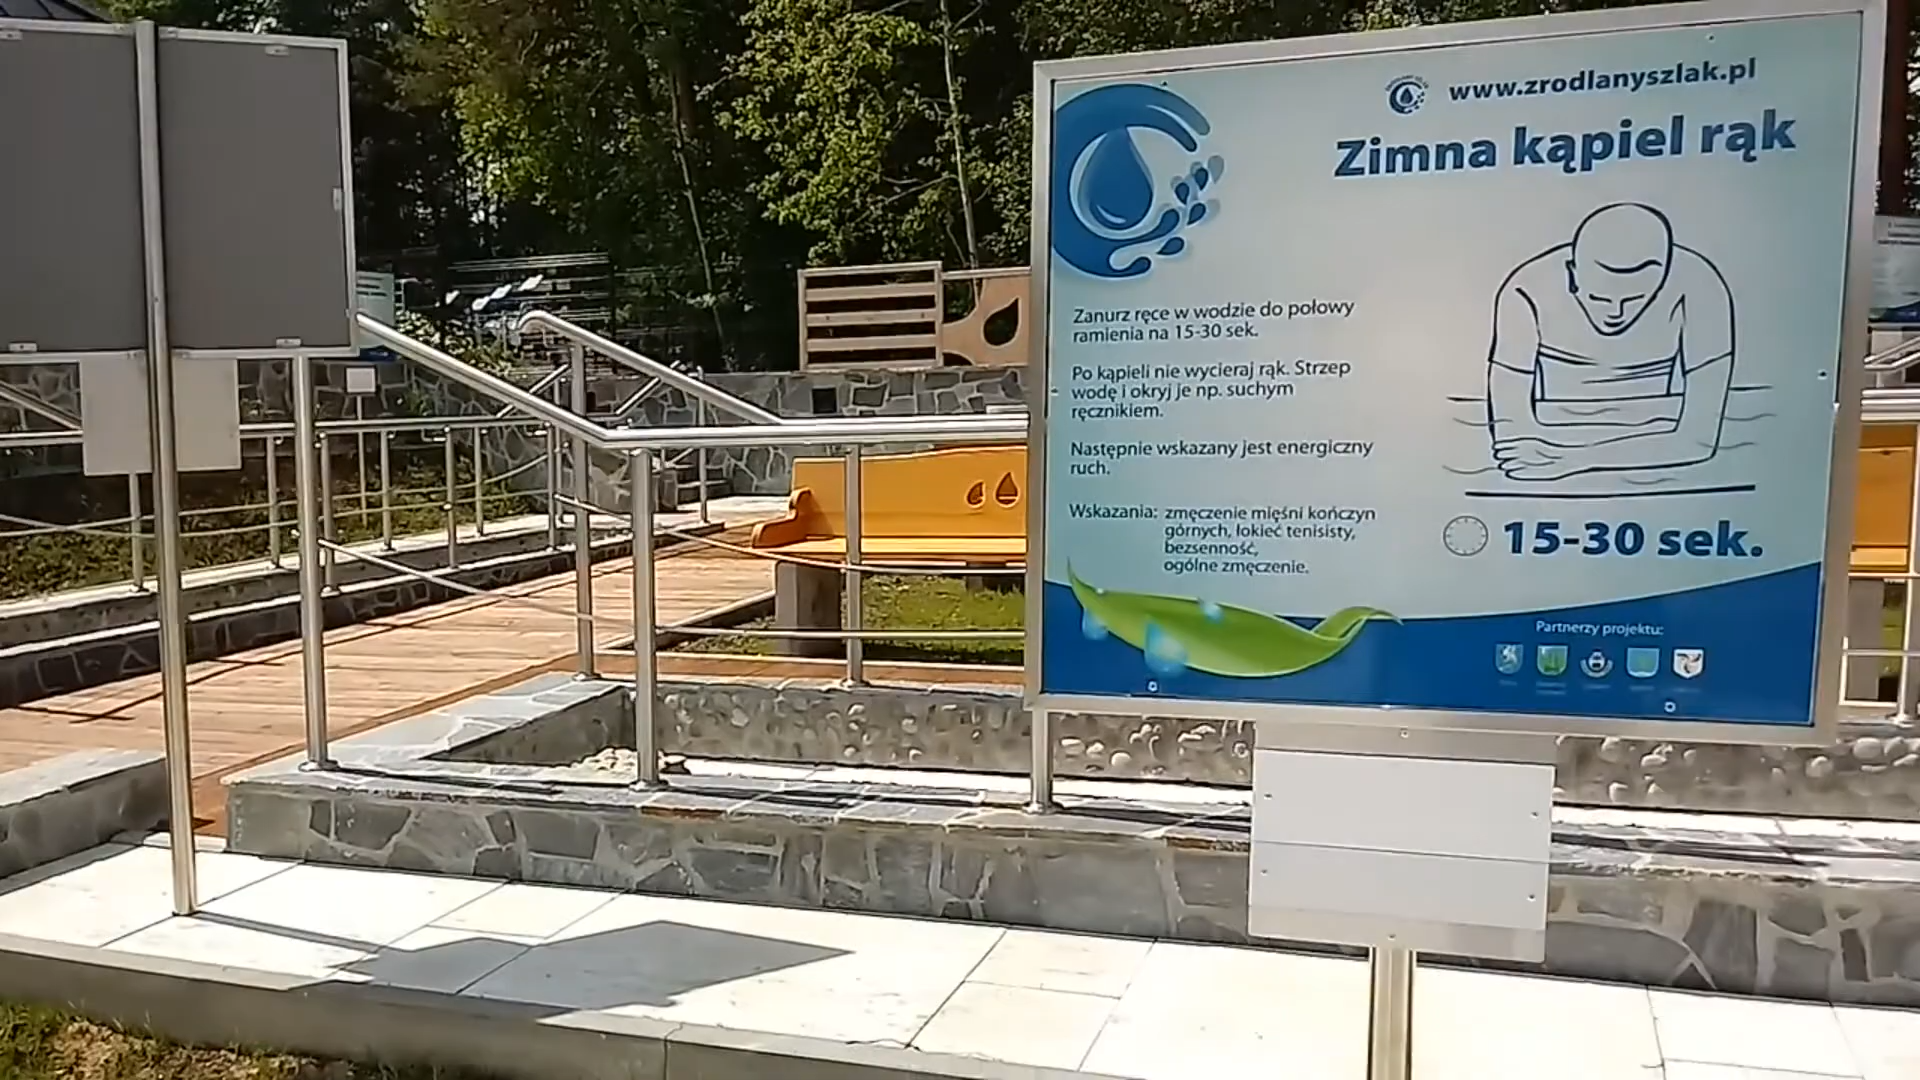 www.zrodlanyszlak.pl
Zimna kąpiel rąk
Zanurz ręce w wodzie do połowy
ramienia na 15-30 sek.
Po kąpieli nie wycieraj rąk. Strzep
wodę i okryj je np. suchym
ręcznikiem.
Następnie wskazany jest energiczny
ruch.
Wskazania: zmęczenie mięśni kończyn
górnych, łokieć tenisisty,
bezsenność,
ogólne zmęczenie.
15-30 sek.
Partnerzy projektu: